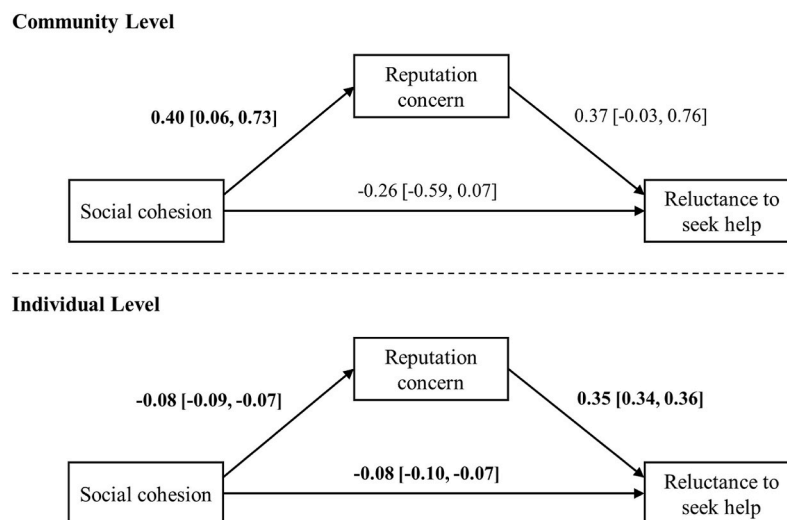 Community Level
Reputation
concern
0.40 [0.06, 0.73]
0.37 [-0.03, 0.76]
-0.26 [-0.59, 0.07]
Social cohesion
Reluctance to
seek help
Individual Level
Reputation
concern
-0.08 [-0.09, -0.07]
0.35 [0.34, 0.36]
-0.08 [-0.10, -0.07]
Social cohesion
Reluctance to
seek help